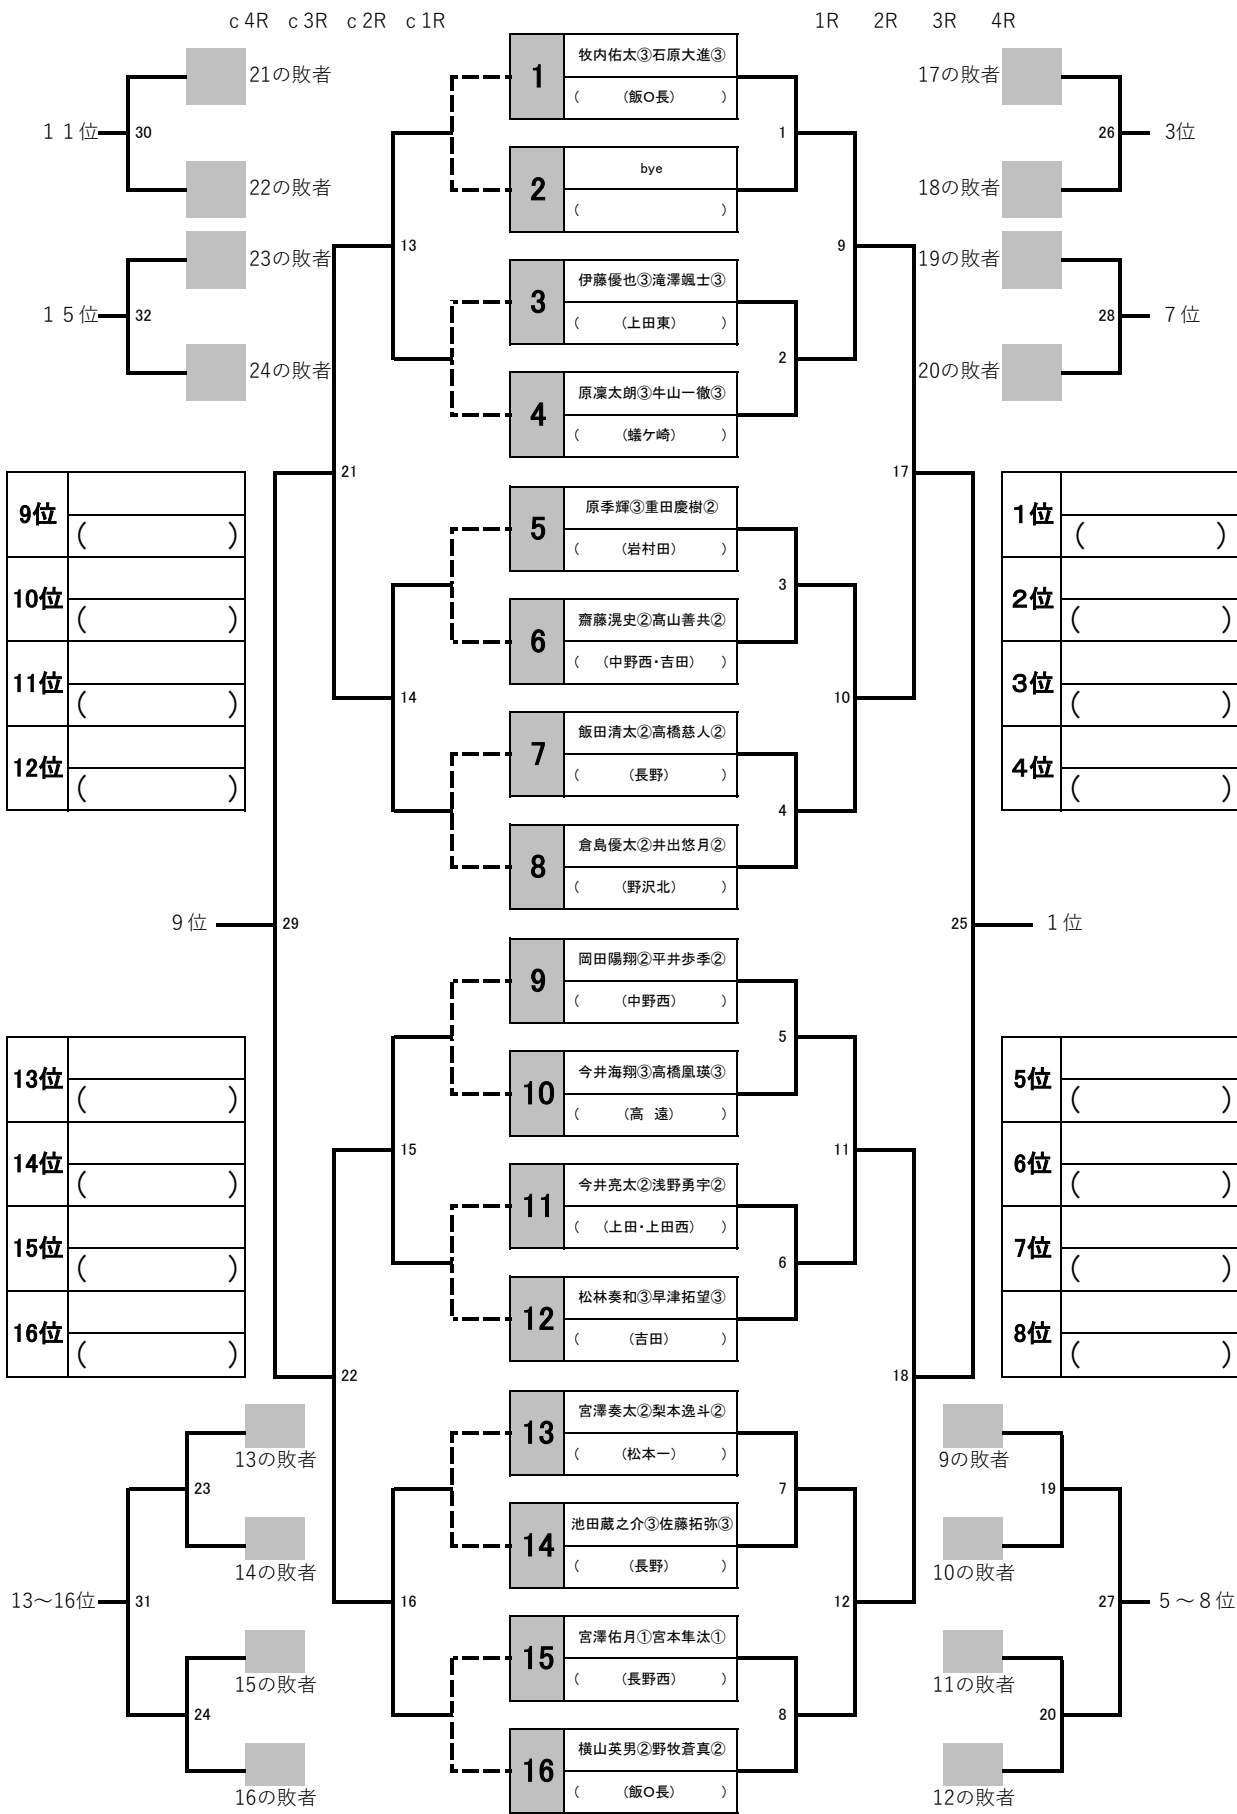 c 4R c 3R c 2R c 1R 1R 2R 3R 4R
1 牧内佑太③石原大進③
( (飯O長) )
2 bye
( )
3 伊藤優也③滝澤颯士③
( (上田東) )
4 原凜太朗③牛山一徹③
( (蟻ケ崎) )
5 原季輝③重田慶樹②
( (岩村田) )
6 齋藤滉史②髙山善共②
( (中野西・吉田) )
7 飯田清太②高橋慈人②
( (長野) )
8 倉島優太②井出悠月②
( (野沢北) )
9 岡田陽翔②平井歩季②
( (中野西) )
10 今井海翔③高橋凰瑛③
( (高 遠) )
11 今井亮太②浅野勇宇②
( (上田・上田西) )
12 松林奏和③早津拓望③
( (吉田) )
13 宮澤奏太②梨本逸斗②
( (松本一) )
14 池田蔵之介③佐藤拓弥③
( (長野) )
15 宮澤佑月①宮本隼汰①
( (長野西) )
16 横山英男②野牧蒼真②
( (飯O長) )
21の敗者
１１位 30
22の敗者
23の敗者
１５位 32
24の敗者
13
21
14
9位
( )
10位
( )
11位
( )
12位
( )
９位 29
13位
( )
14位
( )
15位
( )
16位
( )
15
22
16
13の敗者
23
14の敗者
13～16位 31
15の敗者
24
16の敗者
17の敗者
26 3位
18の敗者
19の敗者
28 ７位
20の敗者
1
9
2
17
3
10
4
1位
( )
2位
( )
3位
( )
4位
( )
25 １位
5
11
6
18
7
12
8
5位
( )
6位
( )
7位
( )
8位
( )
9の敗者
19
10の敗者
27 ５～８位
11の敗者
20
12の敗者